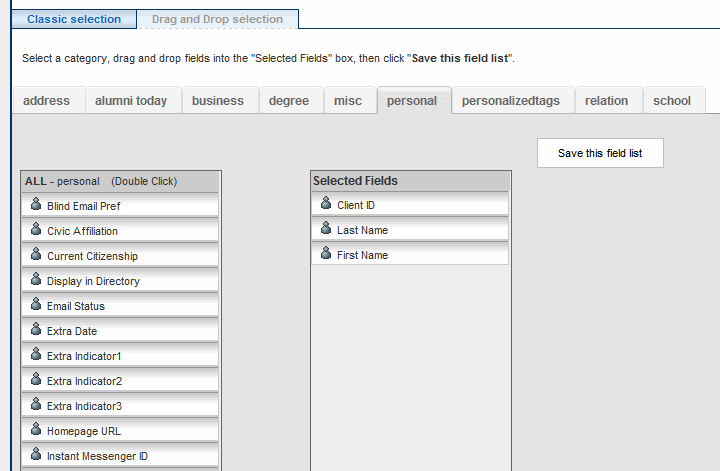 Classic selection
Drag and Drop selection
Select a category, drag and drop fields into the "Selected Fields" box, then click "Save this field list".
address
alumni today
business
degree
misc
personal
personalizedtags
relation
school
Save this field list
ALL - personal (Double Click)
Blind Email Pref
Civic Affiliation
Current Citizenship
Display in Directory
Email Status
Extra Date
Extra Indicator1
Extra Indicator2
Extra Indicator3
Homepage URL
Instant Messenger ID
Selected Fields
Client ID
Last Name
First Name